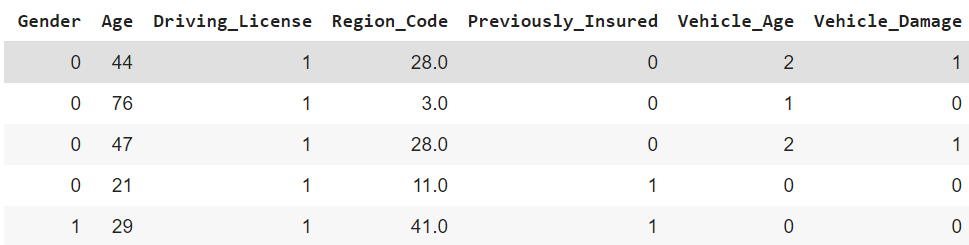 Gender Age Driving_License Region_Code Previously_Insured Vehicle_Age Vehicle_Damage
0 44 1 28.0 0 2 1
0 76 1 3.0 0 1 0
0 47 1 28.0 0 2 1
0 21 1 11.0 1 0 0
1 29 1 41.0 1 0 0